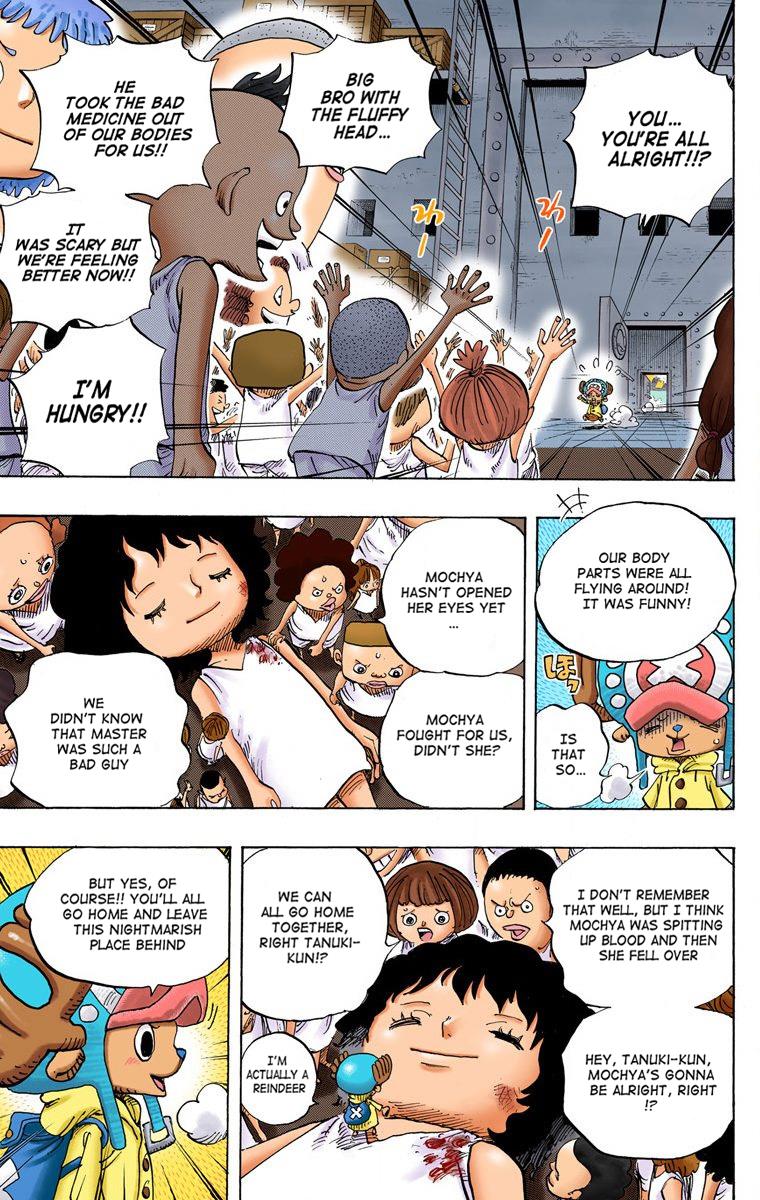 YOU...
YOU'RE ALL
ALRIGHT!!?
BIG
BRO WITH
THE FLUFFY
HEAD...
HE
TOOK THE BAD
MEDICINE OUT
OF OUR BODIES
FOR US!!
IT
WAS SCARY BUT
WE'RE FEELING
BETTER NOW!!
I'M
HUNGRY!!
わー
わー
OUR BODY
PARTS WERE ALL
FLYING AROUND!
IT WAS FUNNY!
ほっ
IS
THAT
SO...
MOCHYA
HASN'T OPENED
HER EYES YET
...
MOCHYA
FOUGHT FOR US,
DIDN'T SHE?
WE
DIDN'T KNOW
THAT MASTER
WAS SUCH A
BAD GUY
I DON'T REMEMBER
THAT WELL, BUT I THINK
MOCHYA WAS SPITTING
UP BLOOD AND THEN
SHE FELL OVER
HEY, TANUKI-KUN,
MOCHYA'S GONNA
BE ALRIGHT, RIGHT
!?
WE CAN
ALL GO HOME
TOGETHER,
RIGHT TANUKI-
KUN!?
I'M
ACTUALLY A
REINDEER
BUT YES, OF
COURSE!! YOU'LL ALL
GO HOME AND LEAVE
THIS NIGHTMARISH
PLACE BEHIND